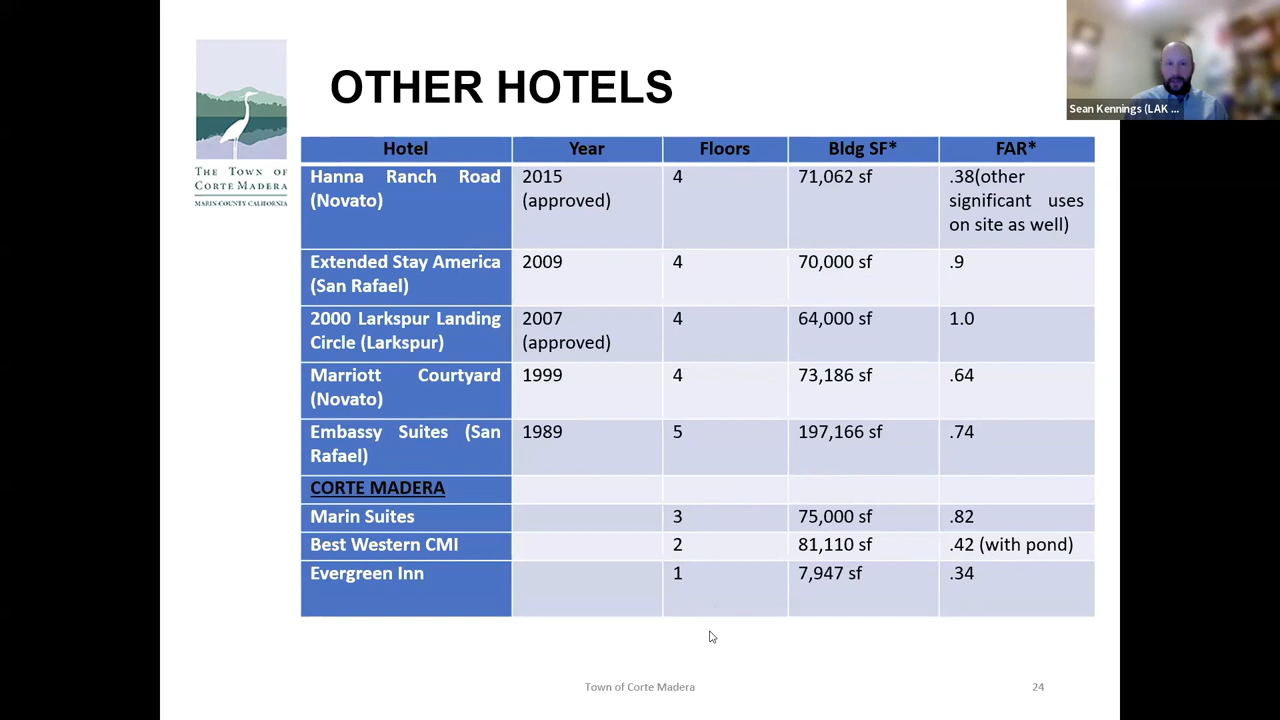 OTHER HOTELS
THE TOWN OF
CORTE MADERA
MARIN COUNTY CALIFORNIA
Sean Kennings (LAK ...
Hotel Year Floors Bldg SF* FAR*
Hanna Ranch Road (Novato) 2015 (approved) 4 71,062 sf .38(other significant uses on site as well)
Extended Stay America (San Rafael) 2009 4 70,000 sf .9
2000 Larkspur Landing Circle (Larkspur) 2007 (approved) 4 64,000 sf 1.0
Marriott Courtyard (Novato) 1999 4 73,186 sf .64
Embassy Suites (San Rafael) 1989 5 197,166 sf .74
CORTE MADERA
Marin Suites 3 75,000 sf .82
Best Western CMI 2 81,110 sf .42 (with pond)
Evergreen Inn 1 7,947 sf .34
Town of Corte Madera
24